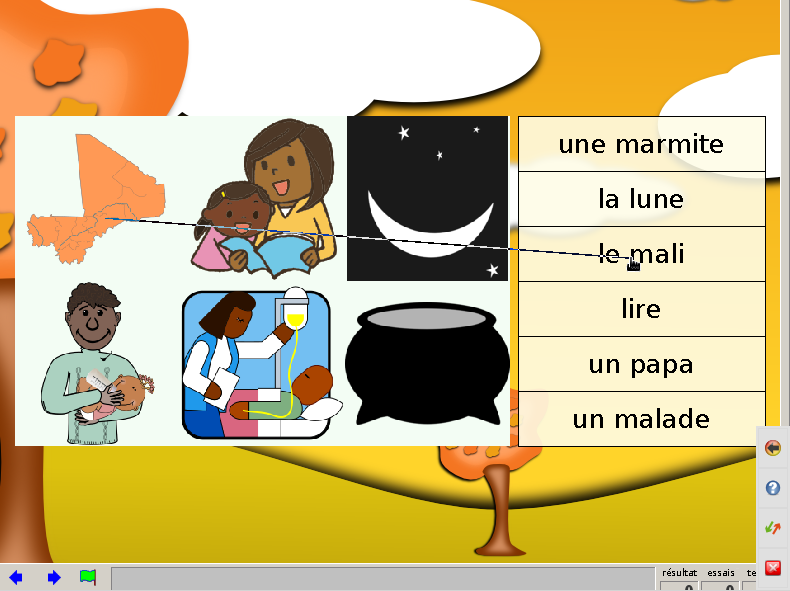 une marmite
la lune
le mali
lire
un papa
un malade
résultat essais